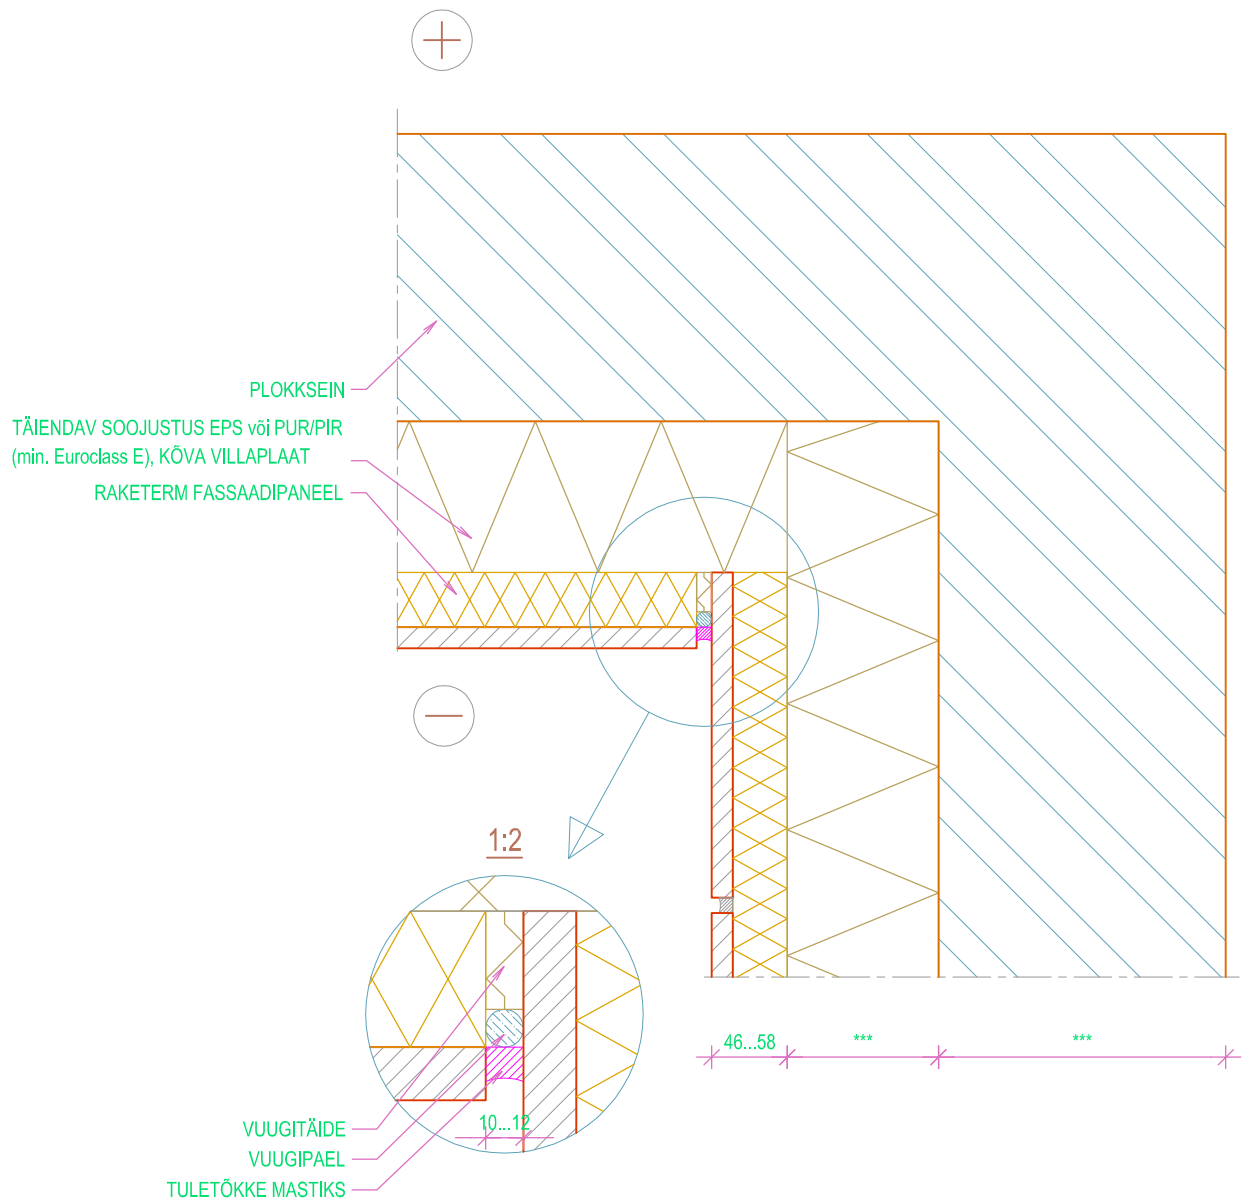 PLOKKSEIN
TÄIENDAV SOOJUSTUS EPS või PUR/PIR
(min. Euroclass E), KÕVA VILLAPLAAT
RAKETERM FASSAADIPANEEL
1:2
46...58
***
***
10...12
VUUGITÄIDE
VUUGIPAEL
TULETÕKKE MASTIKS